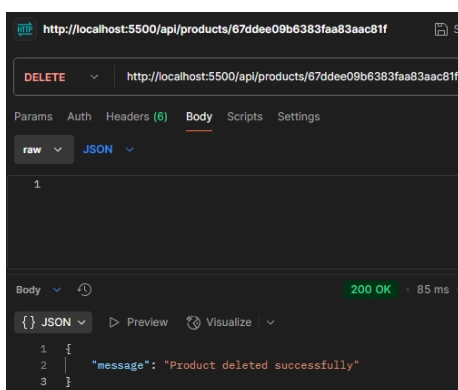 HTTP http://localhost:5500/api/products/67ddee09b6383faa83aac81f
DELETE http://localhost:5500/api/products/67ddee09b6383faa83aac81f
Params Auth Headers (6) Body Scripts Settings
raw JSON
1
Body 200 OK 85 ms
{} JSON Preview Visualize
1 {
2 "message": "Product deleted successfully"
3 }